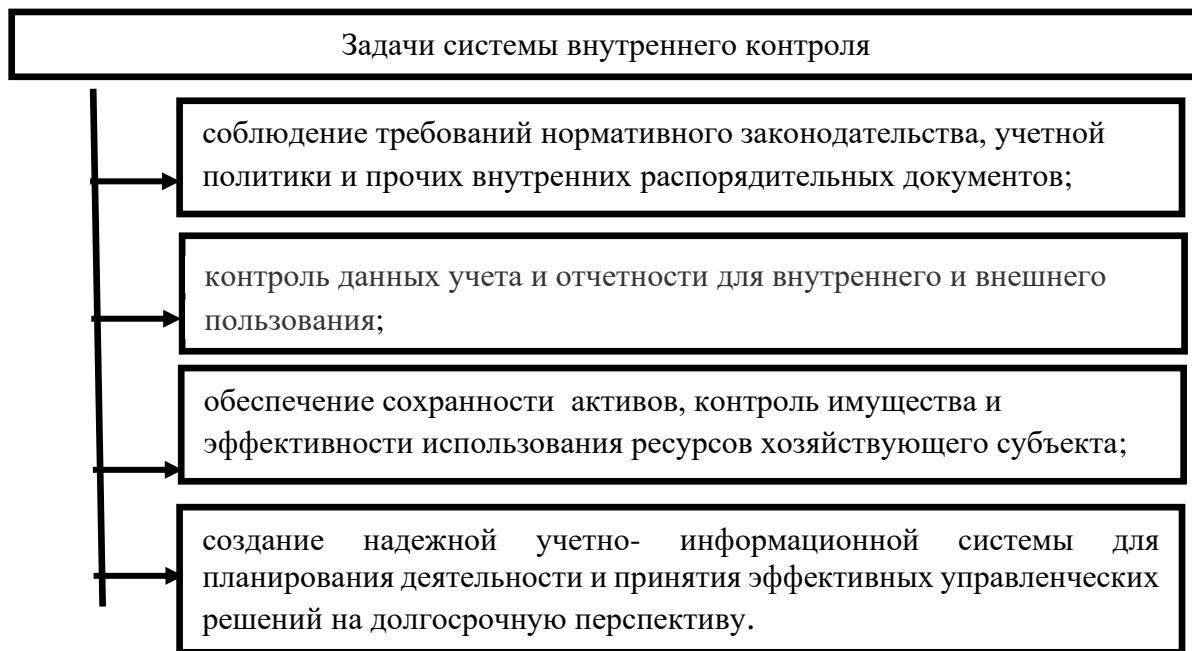 Задачи системы внутреннего контроля
соблюдение требований нормативного законодательства, учетной
политики и прочих внутренних распорядительных документов;
контроль данных учета и отчетности для внутреннего и внешнего
пользования;
обеспечение сохранности активов, контроль имущества и
эффективности использования ресурсов хозяйствующего субъекта;
создание надежной учетно- информационной системы для
планирования деятельности и принятия эффективных управленческих
решений на долгосрочную перспективу.